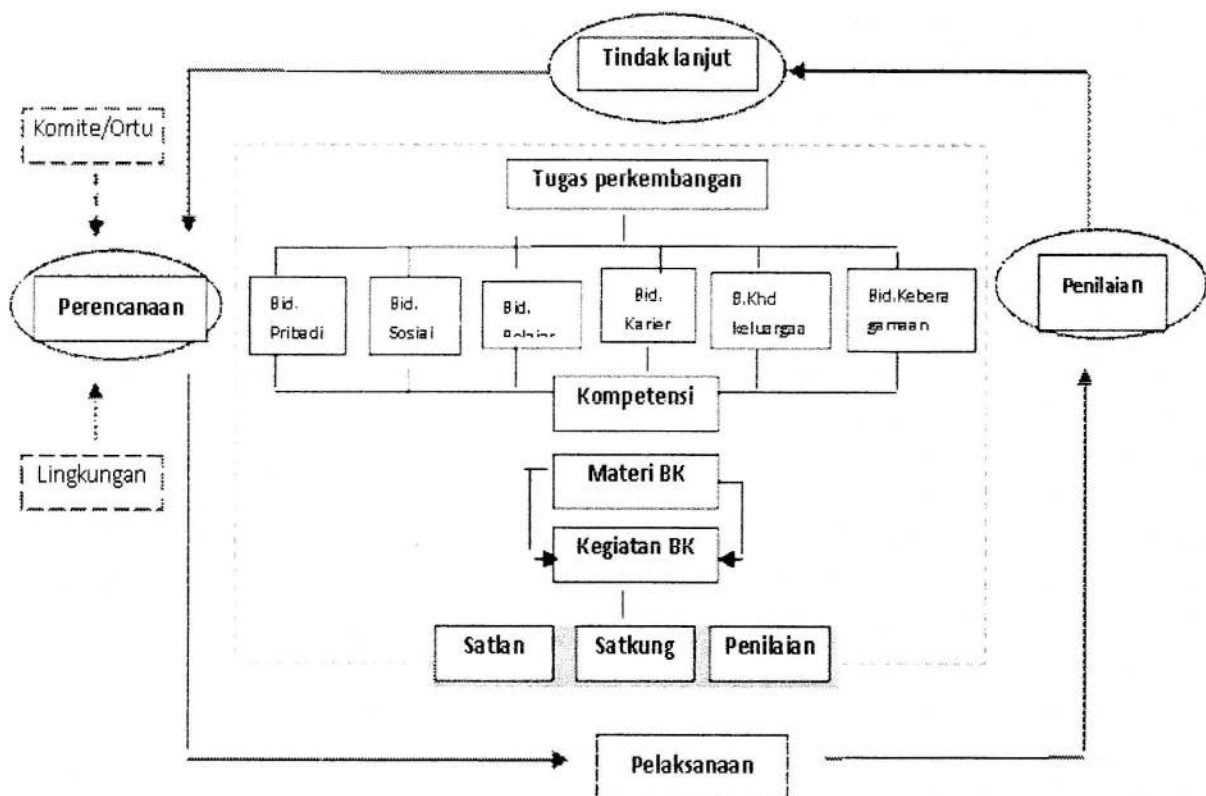 Tindak lanjut
Komite/Ortu
Tugas perkembangan
Perencanaan
Bid.
Pribadi
Bid.
Sosial
Bid.
Bid.
Karier
B.Khd
keluargaa
Bid.Kebera
gamaan
Penilaian
Kompetensi
Lingkungan
Materi BK
Kegiatan BK
Satlan
Satkung
Penilaian
Pelaksanaan